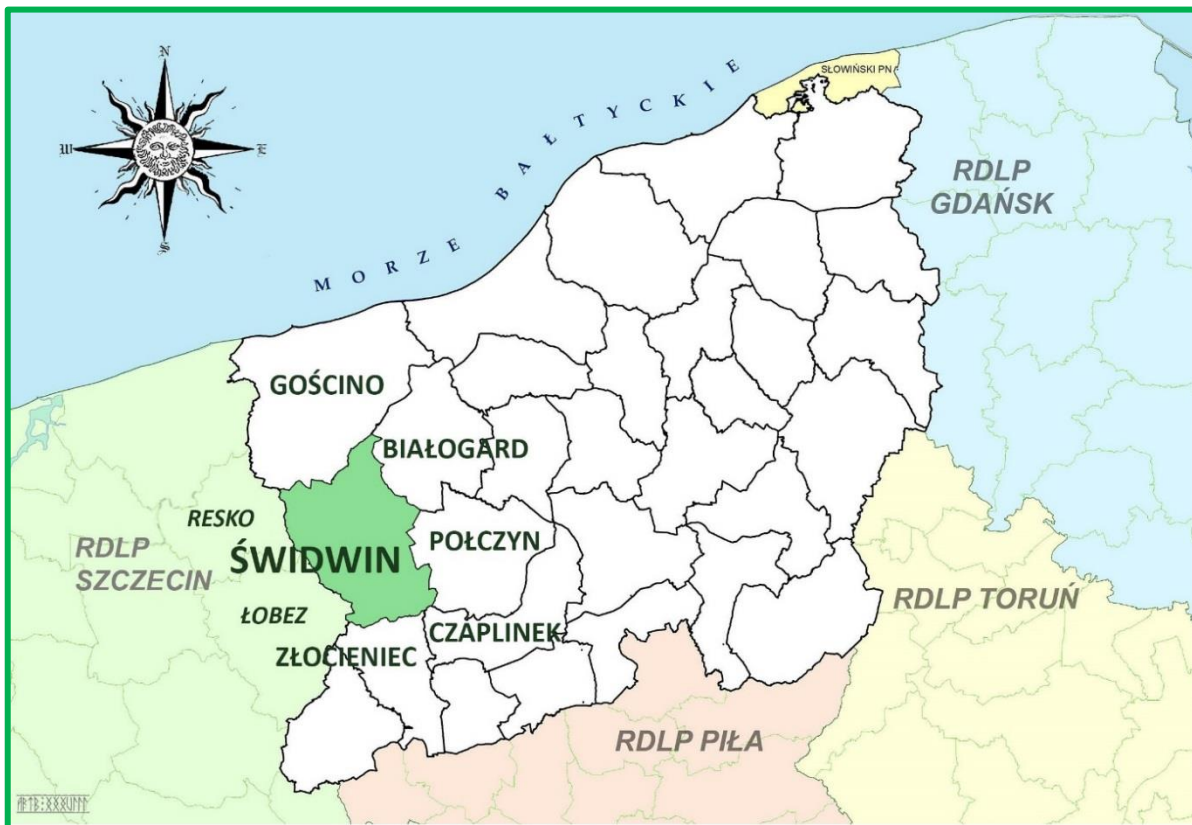 N
W
E
S
MORZE BAŁTYCKIE
SŁOWIŃSKI PN
RDLP
GDAŃSK
GOŚCINO
BIAŁOGARD
RESKO
RDLP
SZCZECIN
ŚWIDWIN
POŁCZYN
ŁOBEZ
CZAPLINEK
ZŁOCIENIEC
RDLP TORUŃ
RDLP PIŁA